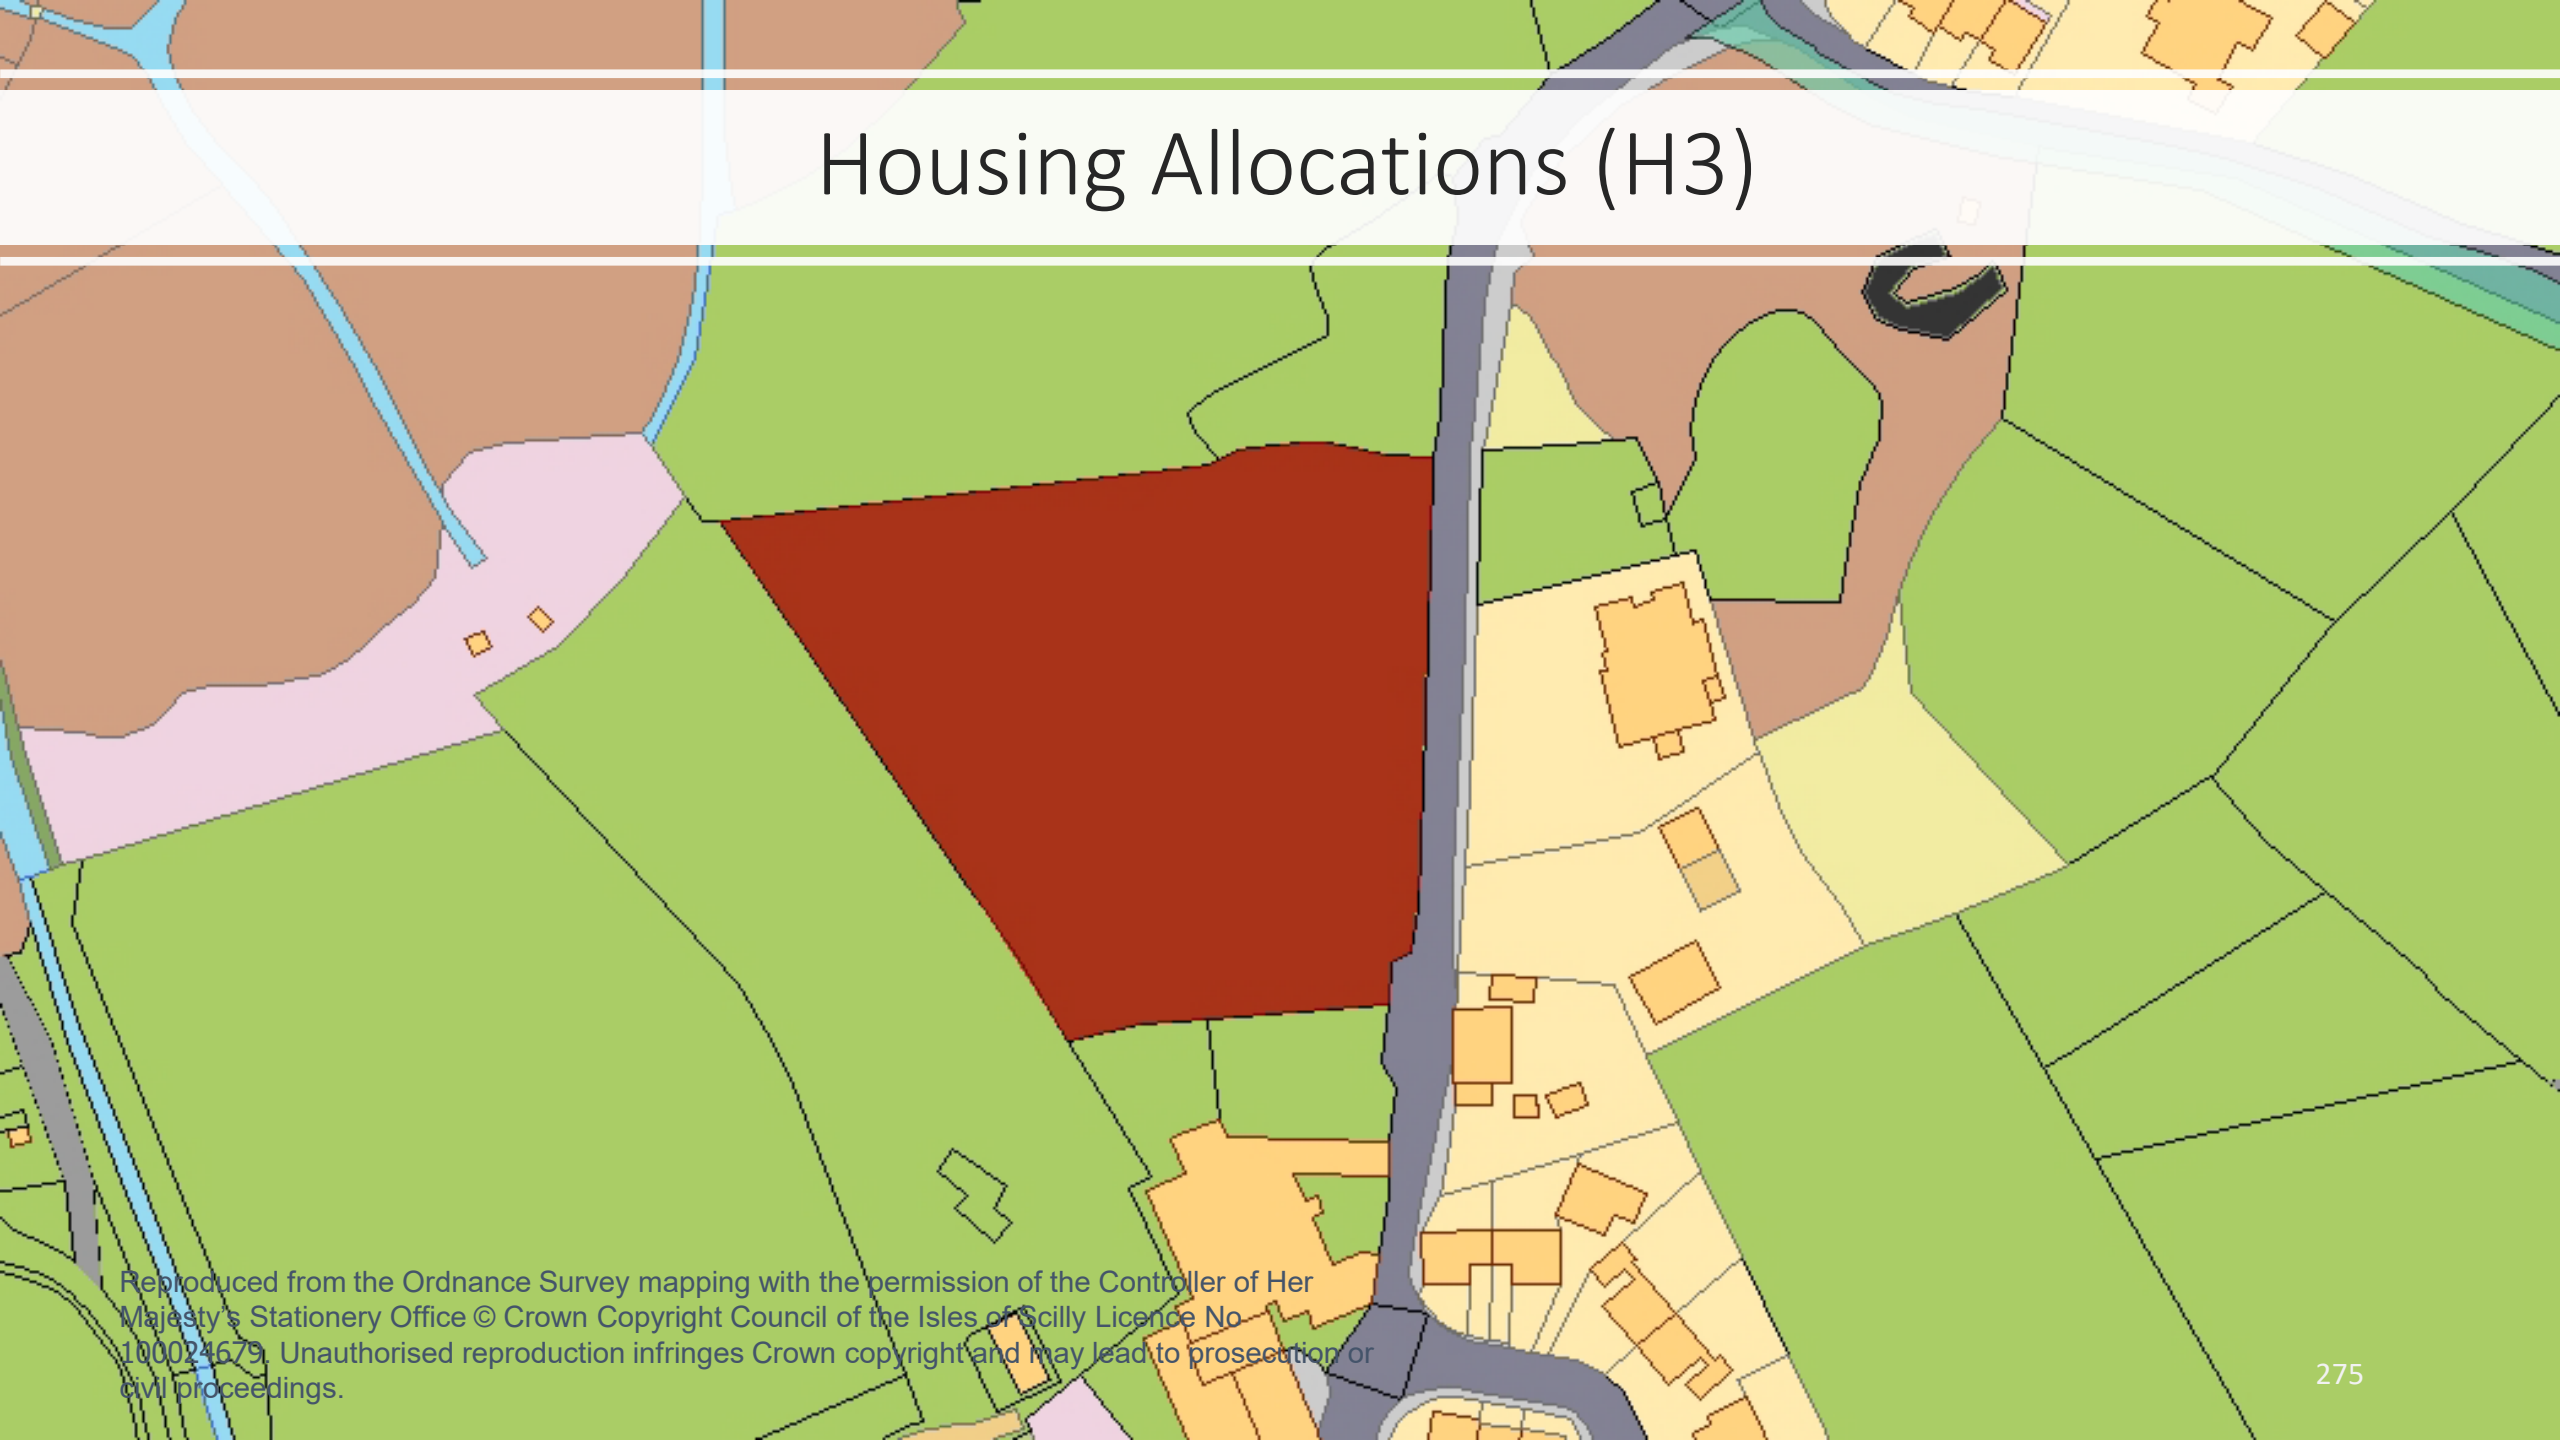 Housing Allocations (H3)
Reproduced from the Ordnance Survey mapping with the permission of the Controller of Her
Majesty's Stationery Office © Crown Copyright Council of the Isles of Scilly Licence No
100024679. Unauthorised reproduction infringes Crown copyright and may lead to prosecution or
civil proceedings.
275